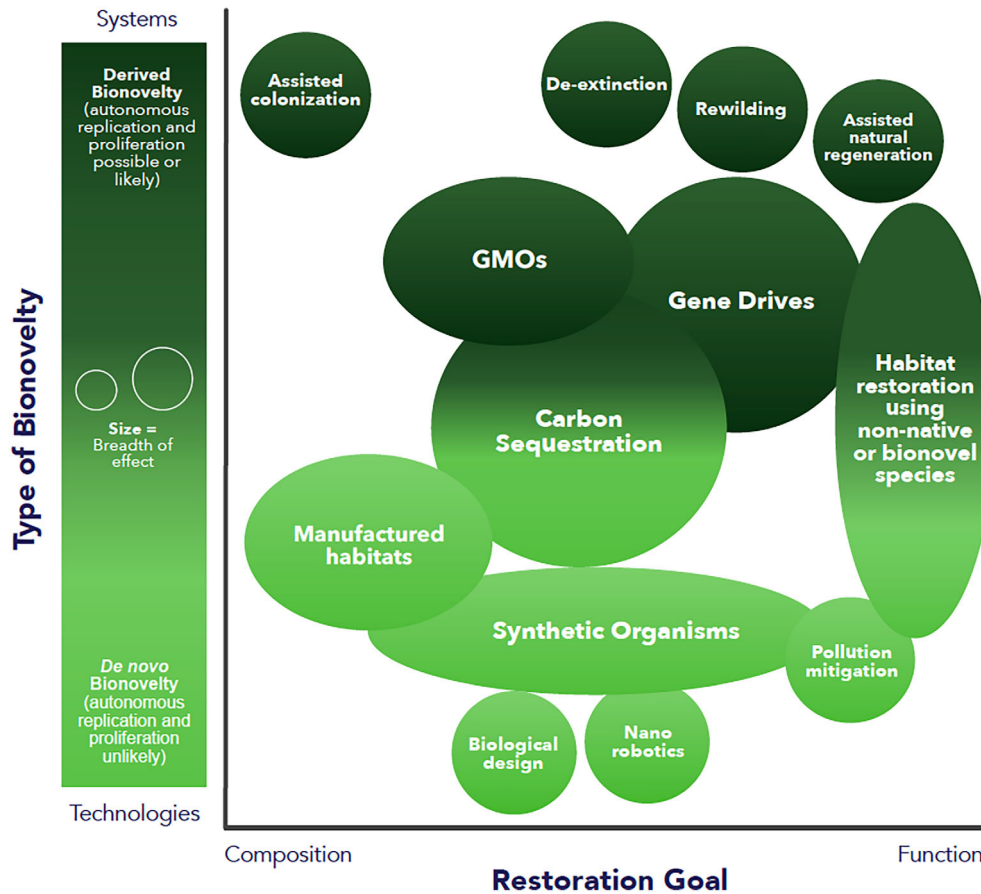 Systems
Derived
Bionovelty
(autonomous
replication and
proliferation
possible or
likely)
Size =
Breadth of
effect
De novo
Bionovelty
(autonomous
replication and
proliferation
unlikely)
Technologies
Type of Bionovelty
Assisted
colonization
De-extinction
Rewilding
Assisted
natural
regeneration
GMOs
Gene Drives
Carbon
Sequestration
Habitat
restoration
using
non-native
or bionovel
species
Manufactured
habitats
Synthetic Organisms
Pollution
mitigation
Biological
design
Nano
robotics
Composition
Function
Restoration Goal